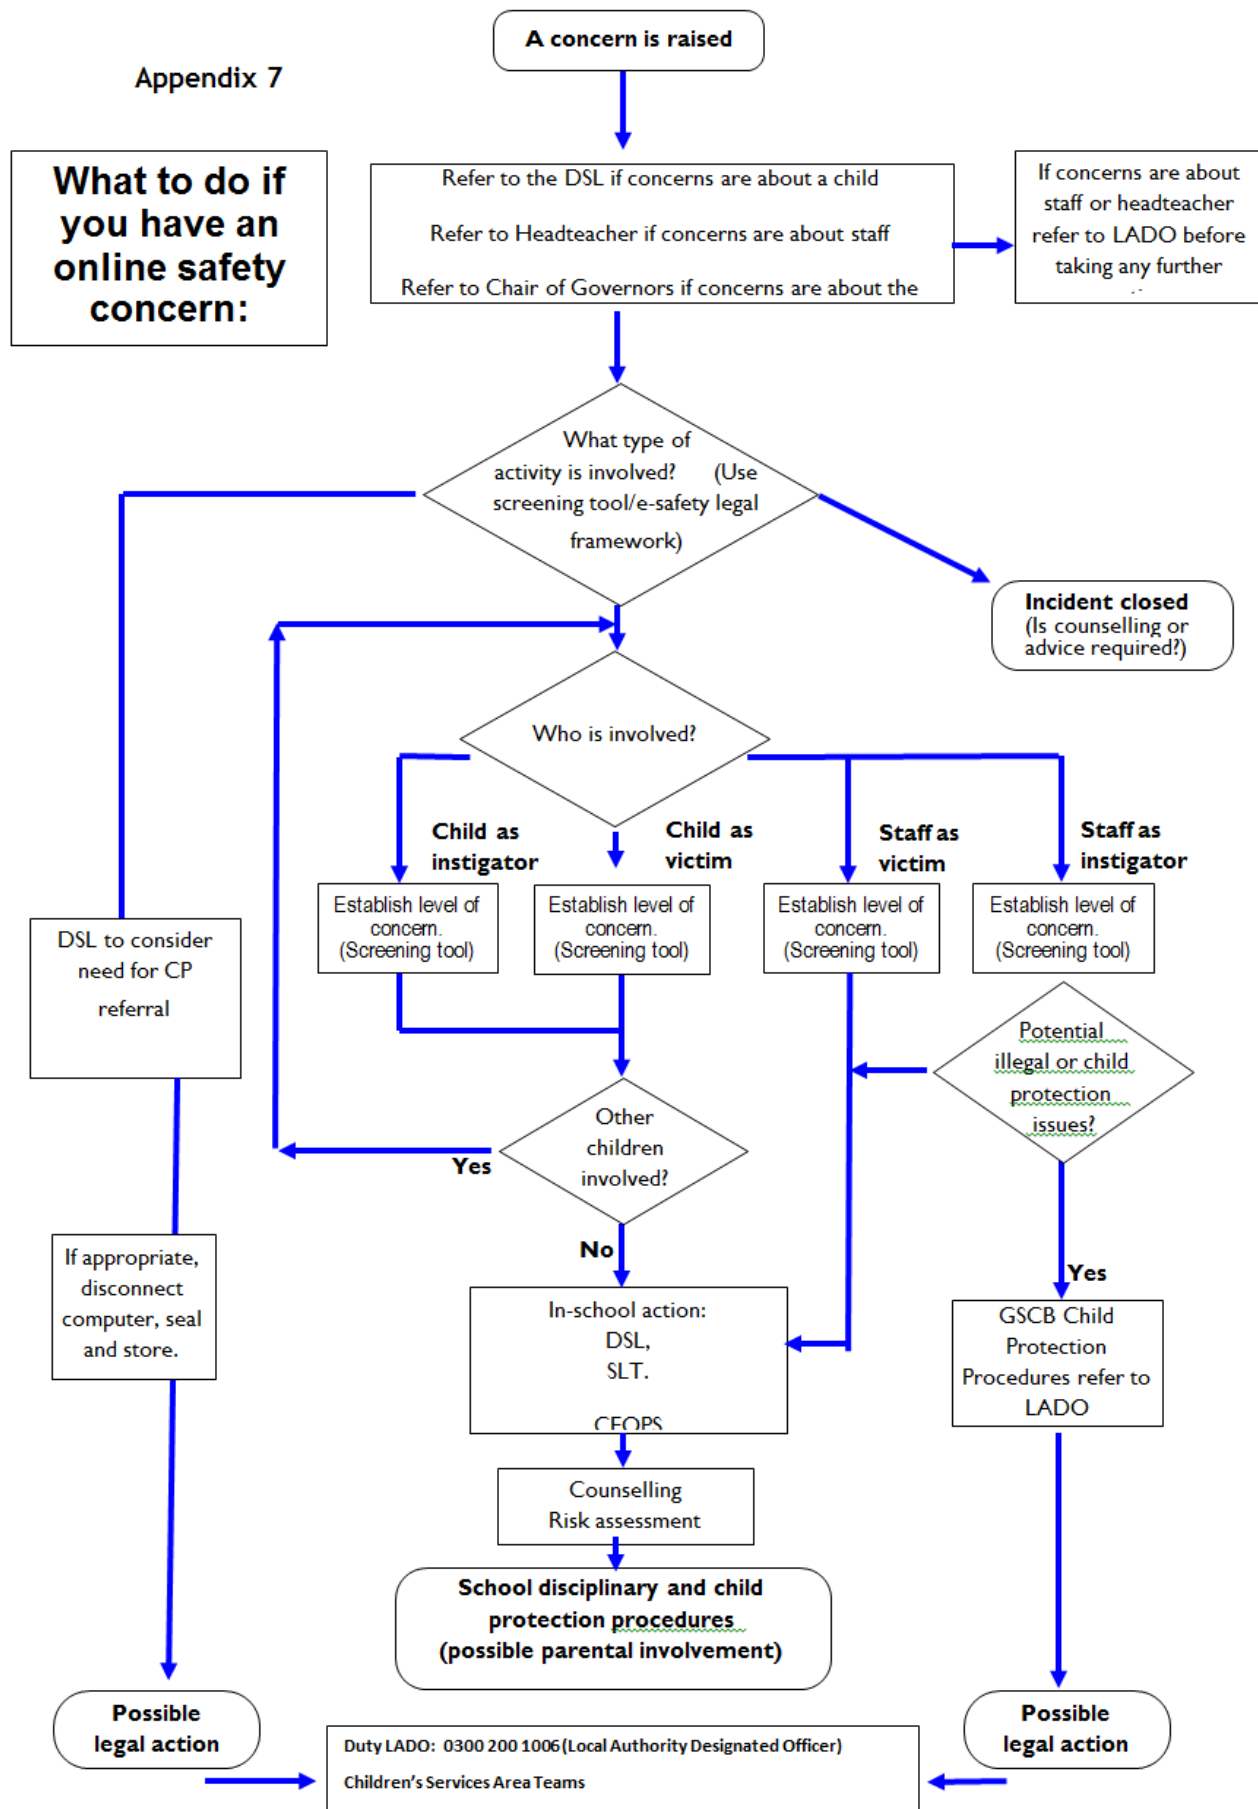 A concern is raised
Appendix 7
What to do if
you have an
online safety
concern:
Refer to the DSL if concerns are about a child
Refer to Headteacher if concerns are about staff
Refer to Chair of Governors if concerns are about the
If concerns are about
staff or headteacher
refer to LADO before
taking any further
What type of
activity is involved? (Use
screening tool/e-safety legal
framework)
Incident closed
(Is counselling or
advice required?)
Who is involved?
Child as
instigator
Child as
victim
Staff as
victim
Staff as
instigator
Establish level of
concern.
(Screening tool)
Establish level of
concern.
(Screening tool)
Establish level of
concern.
(Screening tool)
Establish level of
concern.
(Screening tool)
DSL to consider
need for CP
referral
Potential
illegal or child
protection
issues?
Other
children
involved?
Yes
No
Yes
If appropriate,
disconnect
computer, seal
and store.
In-school action:
DSL,
SLT.
CEOPS
GSCB Child
Protection
Procedures refer to
LADO
Counselling
Risk assessment
School disciplinary and child
protection procedures
(possible parental involvement)
Possible
legal action
Possible
legal action
Duty LADO: 0300 200 1006 (Local Authority Designated Officer)
Children's Services Area Teams